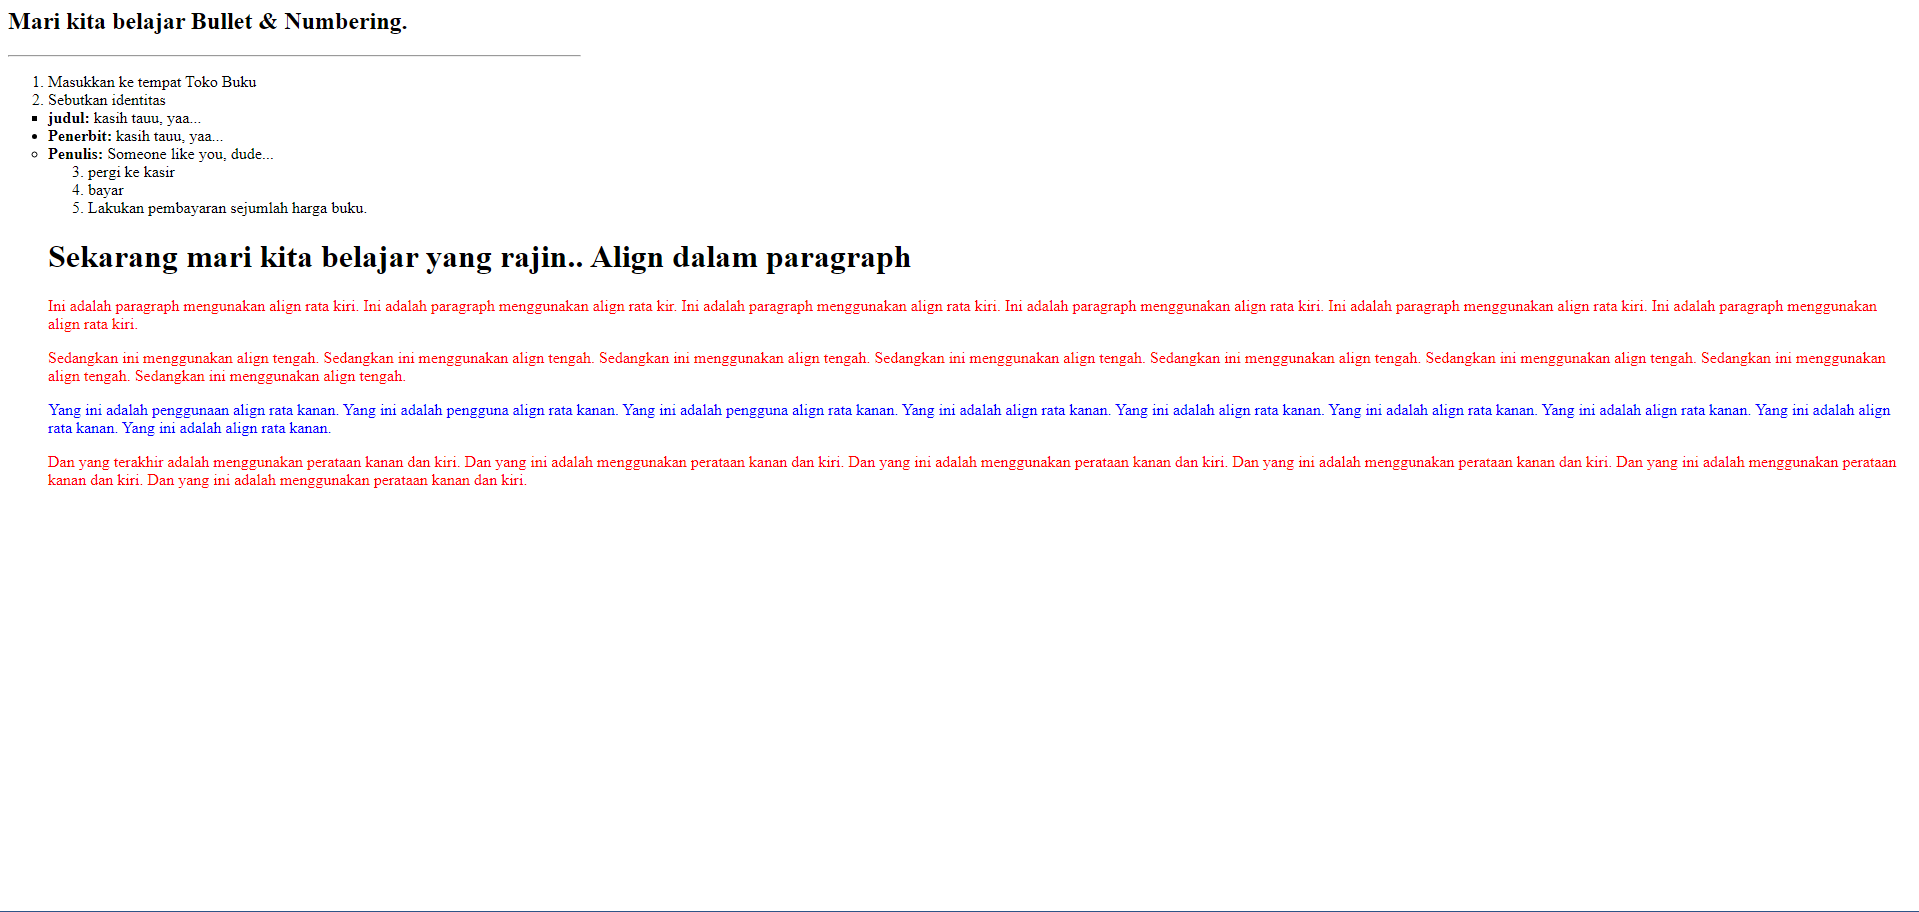 Mari kita belajar Bullet & Numbering.
1. Masukkan ke tempat Toko Buku
2. Sebutkan identitas
▪ judul: kasih tauu, yaa...
• Penerbit: kasih tauu, yaa...
◦ Penulis: Someone like you, dude...
3. pergi ke kasir
4. bayar
5. Lakukan pembayaran sejumlah harga buku.
Sekarang mari kita belajar yang rajin.. Align dalam paragraph
Ini adalah paragraph mengunakan align rata kiri. Ini adalah paragraph menggunakan align rata kir. Ini adalah paragraph menggunakan align rata kiri. Ini adalah paragraph menggunakan align rata kiri. Ini adalah paragraph menggunakan align rata kiri. Ini adalah paragraph menggunakan
align rata kiri.
Sedangkan ini menggunakan align tengah. Sedangkan ini menggunakan align tengah. Sedangkan ini menggunakan align tengah. Sedangkan ini menggunakan align tengah. Sedangkan ini menggunakan align tengah. Sedangkan ini menggunakan align tengah. Sedangkan ini menggunakan
align tengah. Sedangkan ini menggunakan align tengah.
Yang ini adalah penggunaan align rata kanan. Yang ini adalah pengguna align rata kanan. Yang ini adalah pengguna align rata kanan. Yang ini adalah align rata kanan. Yang ini adalah align rata kanan. Yang ini adalah align rata kanan. Yang ini adalah align rata kanan. Yang ini adalah align
rata kanan. Yang ini adalah align rata kanan.
Dan yang terakhir adalah menggunakan perataan kanan dan kiri. Dan yang ini adalah menggunakan perataan kanan dan kiri. Dan yang ini adalah menggunakan perataan kanan dan kiri. Dan yang ini adalah menggunakan perataan kanan dan kiri. Dan yang ini adalah menggunakan perataan
kanan dan kiri. Dan yang ini adalah menggunakan perataan kanan dan kiri.